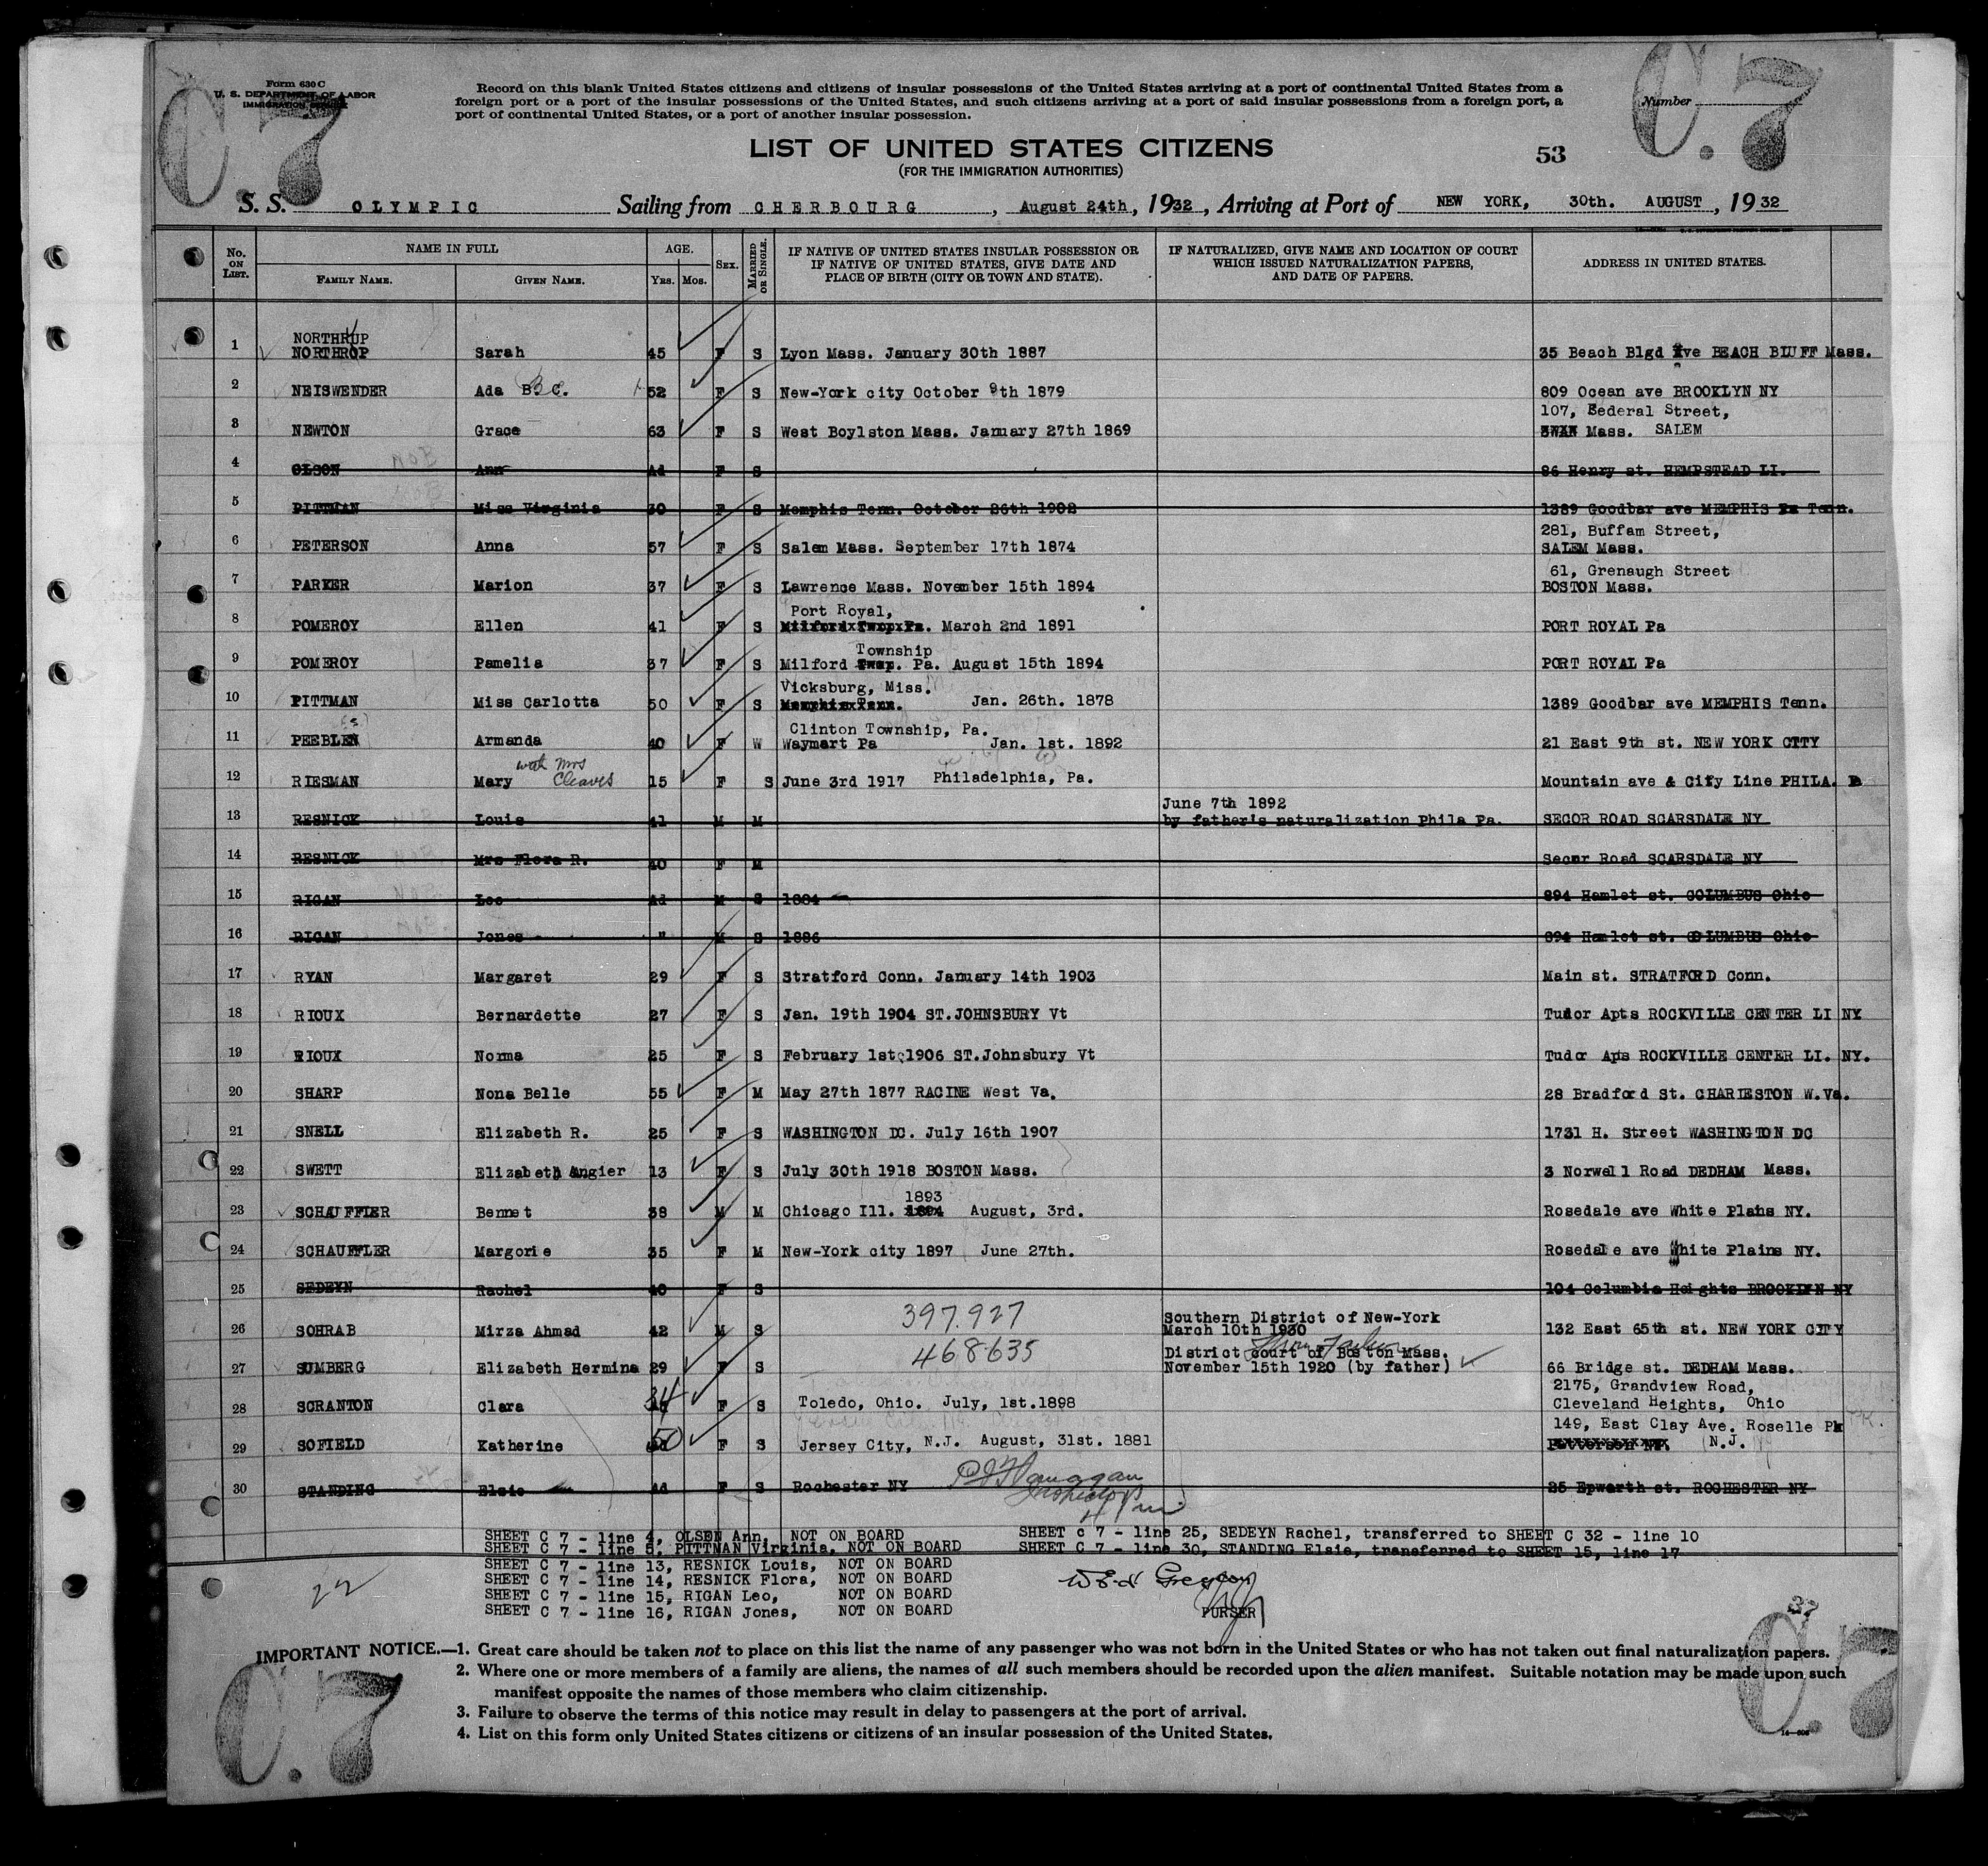 Form 630 C
U. S. DEPARTMENT OF LABOR
IMMIGRATION SERVICE
C.7
C.7
Record on this blank United States citizens and citizens of insular possessions of the United States arriving at a port of continental United States from a
foreign port or a port of the insular possessions of the United States, and such citizens arriving at a port of said insular possessions from a foreign port, a
port of continental United States, or a port of another insular possession.
Number
LIST OF UNITED STATES CITIZENS
(FOR THE IMMIGRATION AUTHORITIES)
53
S. S. OLYMPIC Sailing from CHERBOURG, August 24th, 1932, Arriving at Port of NEW YORK, 30th. AUGUST, 1932
No. ON LIST. NAME IN FULL FAMILY NAME. GIVEN NAME. AGE. YRS. MOS. SEX. MARRIED OR SINGLE. IF NATIVE OF UNITED STATES INSULAR POSSESSION OR IF NATIVE OF UNITED STATES, GIVE DATE AND PLACE OF BIRTH (CITY OR TOWN AND STATE). IF NATURALIZED, GIVE NAME AND LOCATION OF COURT WHICH ISSUED NATURALIZATION PAPERS, AND DATE OF PAPERS. ADDRESS IN UNITED STATES.
NORTHRUP
1 NORTHROP Sarah 45 F S Lyon Mass. January 30th 1887 35 Beach Blgd Ave BEACH BLUFF Mass.
2 NEISWENDER Ada B.C. 52 F S New-York city October 9th 1879 809 Ocean ave BROOKLYN NY
107, Federal Street,
3 NEWTON Grace 63 F S West Boylston Mass. January 27th 1869 Mass. SALEM
4 OLSON Ann Ad F S 86 Henry st. HEMPSTEAD LI.
5 PITTMAN Miss Virginia 30 F S Memphis Tenn. October 26th 1902 1389 Goodbar ave MEMPHIS Tenn.
281, Buffam Street,
6 PETERSON Anna 57 F S Salem Mass. September 17th 1874 SALEM Mass.
61, Grenaugh Street
7 PARKER Marion 37 F S Lawrence Mass. November 15th 1894 BOSTON Mass.
Port Royal,
8 POMEROY Ellen 41 F S Milford Twop Pa. March 2nd 1891 PORT ROYAL Pa
Township
9 POMEROY Pamelia 37 F S Milford Pa. August 15th 1894 PORT ROYAL Pa
Vicksburg, Miss.
10 PITTMAN Miss Carlotta 50 F S Memphis Tenn. Jan. 26th. 1878 1389 Goodbar ave MEMPHIS Tenn.
Clinton Township, Pa.
11 PEEBLEN (s) Armanda 40 F W Waymart Pa Jan. 1st. 1892 21 East 9th st. NEW YORK CITY
with Mrs
12 RIESMAN Mary Cleaves 15 F S June 3rd 1917 Philadelphia, Pa. Mountain ave & City Line PHILA. Pa
June 7th 1892
13 RESNICK Louis 41 M M by father's naturalization Phila Pa. SECOR ROAD SCARSDALE NY
14 RESNICK Mrs Flora R. 40 F M Secor Road SCARSDALE NY
15 RIGAN Leo Ad M S 1884 894 Hamlet st. COLUMBUS Ohio
16 RIGAN Jones " M S 1886 894 Hamlet st. COLUMBUS Ohio
17 RYAN Margaret 29 F S Stratford Conn. January 14th 1903 Main st. STRATFORD Conn.
18 RIOUX Bernardette 27 F S Jan. 19th 1904 ST.JOHNSBURY Vt Tudor Apts ROCKVILLE CENTER LI NY
19 RIOUX Norma 25 F S February 1st 1906 ST.Johnsbury Vt Tudor Aps ROCKVILLE CENTER LI. NY.
20 SHARP Nona Belle 55 F M May 27th 1877 RACINE West Va. 28 Bradford St. CHARLESTON W.Va.
21 SNELL Elizabeth R. 25 F S WASHINGTON DC. July 16th 1907 1731 H. Street WASHINGTON DC
22 SWETT Elizabeth Angier 13 F S July 30th 1918 BOSTON Mass. 3 Norwell Road DEDHAM Mass.
1893
23 SCHAUFFLER Bennet 38 M M Chicago Ill. 1894 August, 3rd. Rosedale ave White Plains NY.
24 SCHAUFFLER Margorie 35 F M New-York city 1897 June 27th. Rosedale ave White Plains NY.
25 SEDEYN Rachel 40 F S 104 Columbia Heights BROOKLYN NY
397.927 Southern District of New-York
26 SOHRAB Mirza Ahmad 42 M S March 10th 1930 132 East 65th st. NEW YORK CITY
468635 District court of Boston Mass.
27 SUMBERG Elizabeth Hermina 29 F S November 15th 1920 (by father) 66 Bridge st. DEDHAM Mass.
2175, Grandview Road,
28 SCRANTON Clara 34 F S Toledo, Ohio. July, 1st.1898 Cleveland Heights, Ohio
149, East Clay Ave. Roselle Pk
29 SOFIELD Katherine 50 F S Jersey City, N.J. August, 31st. 1881 N.J.
30 STANDING Elsie Ad F S Rochester NY 25 Epworth st. ROCHESTER NY
P J Flanagan
Inspector
SHEET C 7 - line 4, OLSEN Ann, NOT ON BOARD SHEET c 7 - line 25, SEDEYN Rachel, transferred to SHEET C 32 - line 10
SHEET C 7 - line 5, PITTMAN Virginia, NOT ON BOARD SHEET C 7 - line 30, STANDING Elsie, transferred to SHEET 15, line 17
SHEET C 7 - line 13, RESNICK Louis, NOT ON BOARD
SHEET C 7 - line 14, RESNICK Flora, NOT ON BOARD
SHEET C 7 - line 15, RIGAN Leo, NOT ON BOARD
SHEET C 7 - line 16, RIGAN Jones, NOT ON BOARD
22
PURSER
37
IMPORTANT NOTICE.—1. Great care should be taken not to place on this list the name of any passenger who was not born in the United States or who has not taken out final naturalization papers.
2. Where one or more members of a family are aliens, the names of all such members should be recorded upon the alien manifest. Suitable notation may be made upon such
manifest opposite the names of those members who claim citizenship.
3. Failure to observe the terms of this notice may result in delay to passengers at the port of arrival.
4. List on this form only United States citizens or citizens of an insular possession of the United States.
C.7
C.7